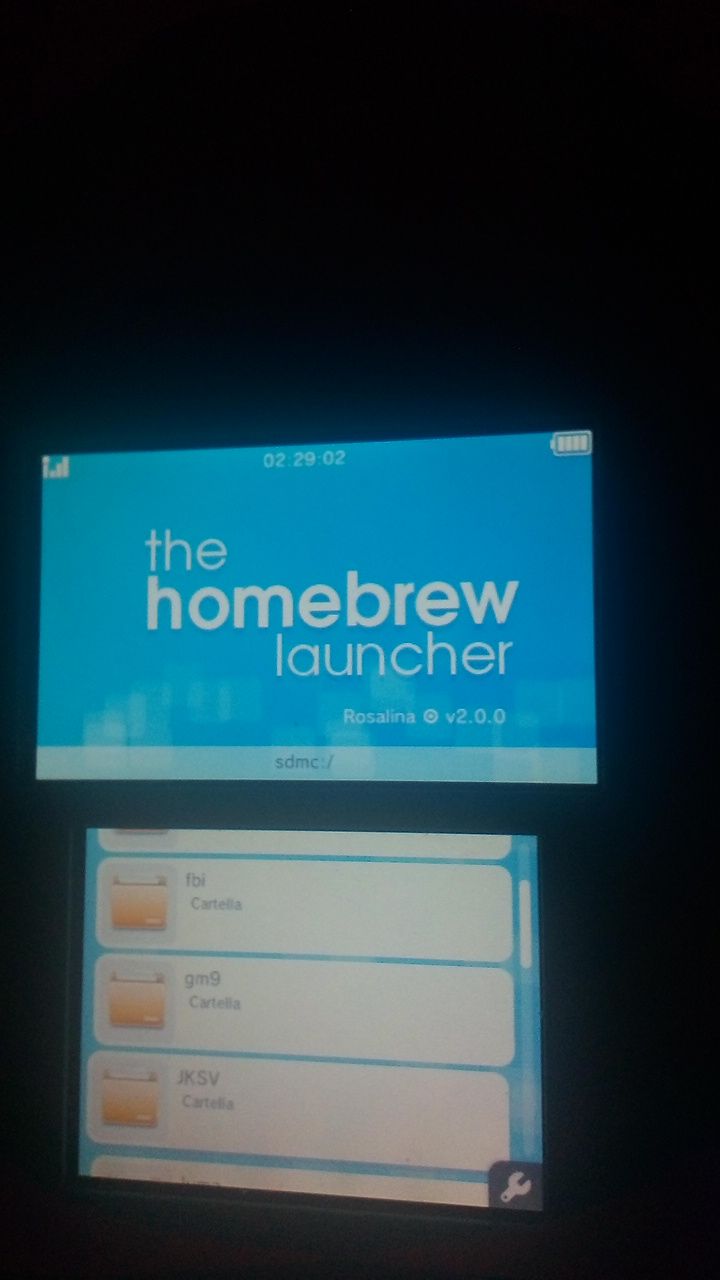 02:29:02
the
homebrew
launcher
Rosalina v2.0.0
sdmc:/
fbi
Cartella
gm9
Cartella
JKSV
Cartella